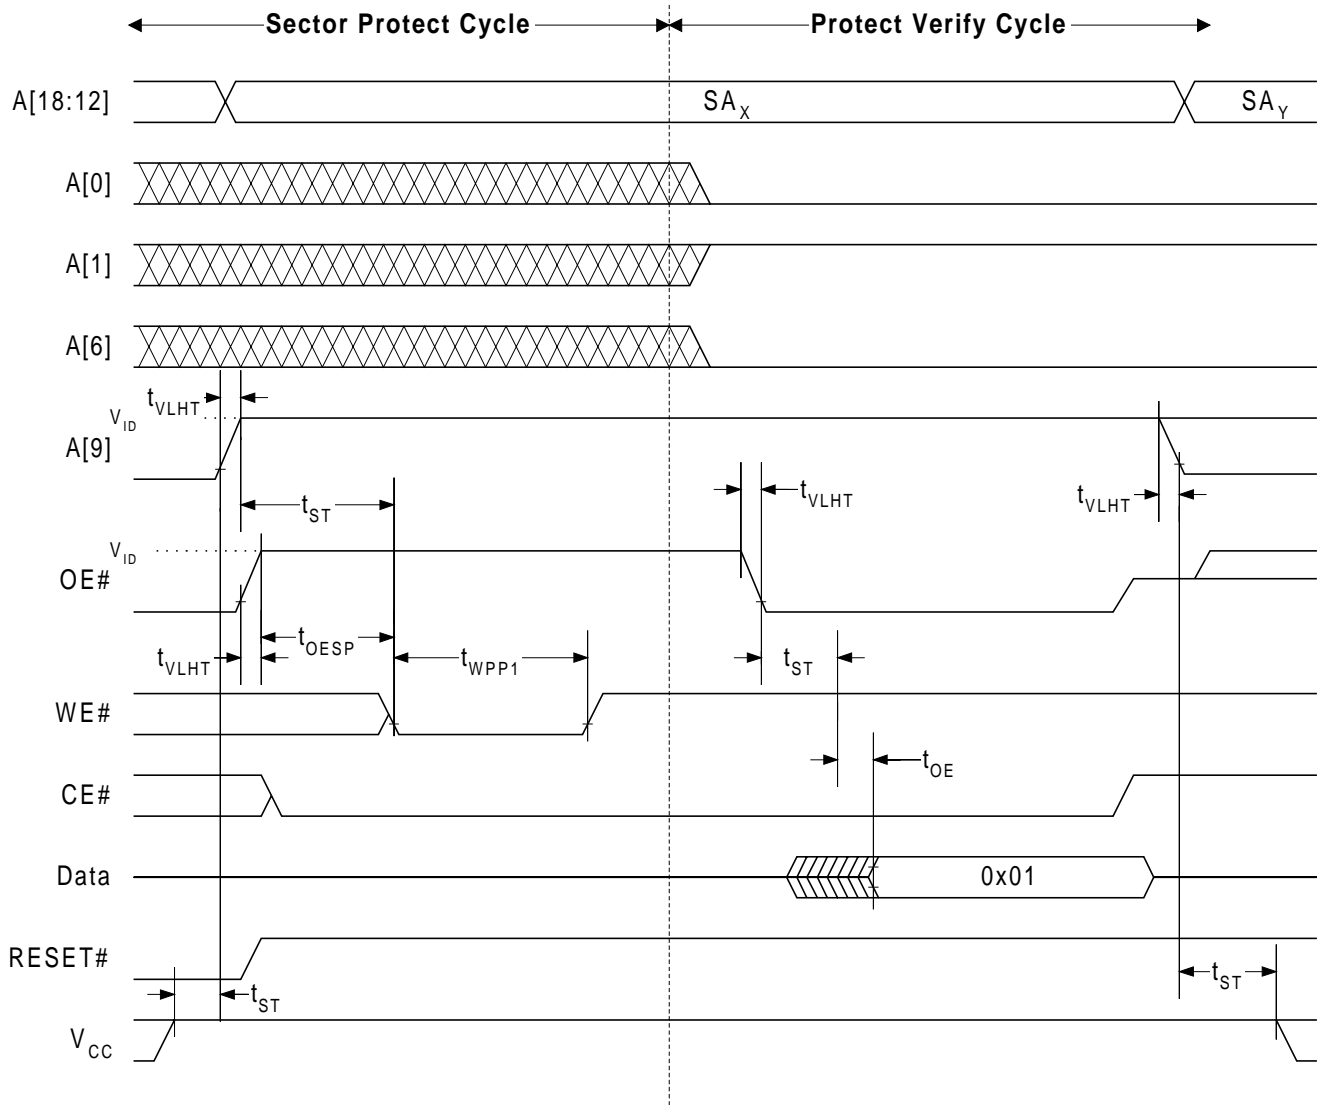 Sector Protect Cycle Protect Verify Cycle
A[18:12] SAX SAY
A[0]
A[1]
A[6]
tVLHT
VID
A[9]
tST tVLHT tVLHT
VID
OE#
tVLHT tOESP tWPP1 tST
WE#
tOE
CE#
Data 0x01
RESET#
tST tST
VCC